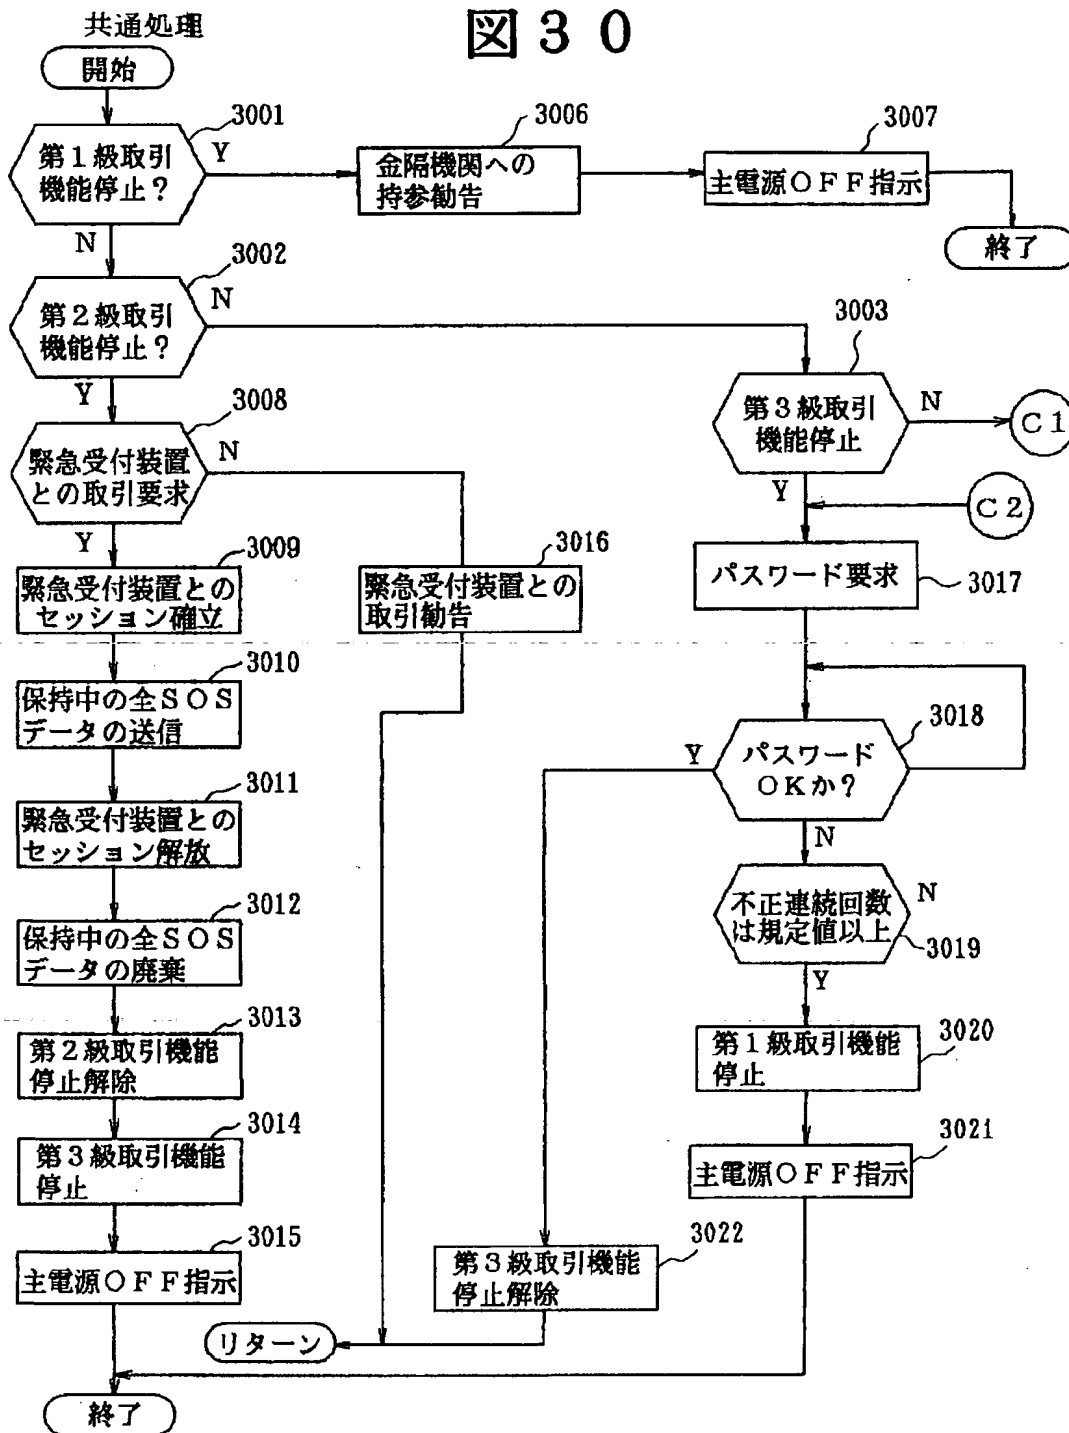 図３０
共通処理
開始
3001
第１級取引
機能停止？
Y
N
3006
金隔機関への
持参勧告
3007
主電源ＯＦＦ指示
終了
3002
第２級取引
機能停止？
N
Y
3003
第３級取引
機能停止
N
Y
Ｃ１
Ｃ２
3008
緊急受付装置
との取引要求
N
Y
3009
緊急受付装置との
セッション確立
3016
緊急受付装置との
取引勧告
パスワード要求
3017
3010
保持中の全ＳＯＳ
データの送信
3018
パスワード
ＯＫか？
Y
N
3011
緊急受付装置との
セッション解放
3012
保持中の全ＳＯＳ
データの廃棄
不正連続回数
は規定値以上
N
3019
Y
3013
第２級取引機能
停止解除
3020
第１級取引機能
停止
3014
第３級取引機能
停止
3021
主電源ＯＦＦ指示
3015
主電源ＯＦＦ指示
3022
第３級取引機能
停止解除
リターン
終了